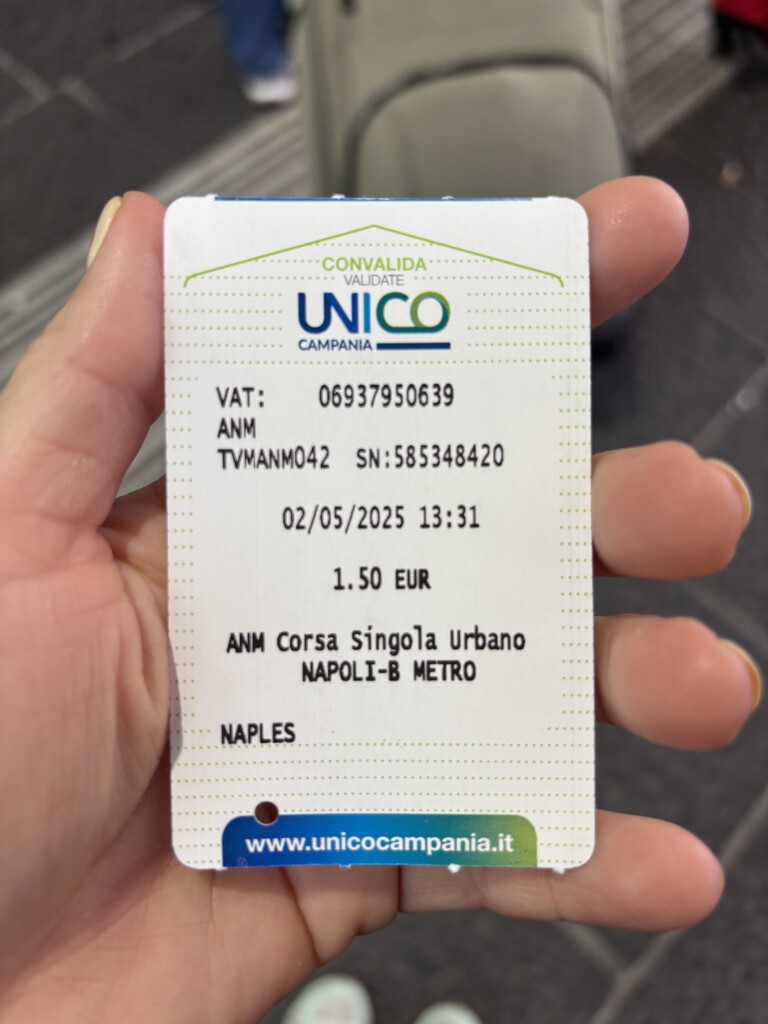 CONVALIDA
VALIDATE
UNICO
CAMPANIA
VAT: 06937950639
ANM
TVMANM042 SN:585348420
02/05/2025 13:31
1.50 EUR
ANM Corsa Singola Urbano
NAPOLI-B METRO
NAPLES
www.unicocampania.it